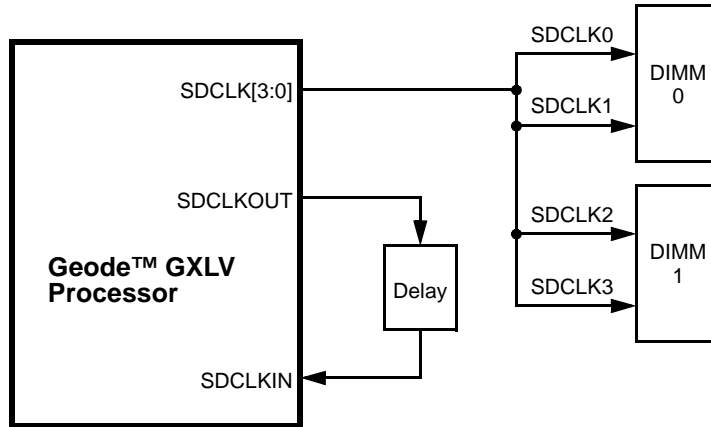 SDCLK[3:0]
SDCLKOUT
Geode™ GXLV
Processor
SDCLKIN
Delay
SDCLK0
SDCLK1
DIMM
0
SDCLK2
SDCLK3
DIMM
1